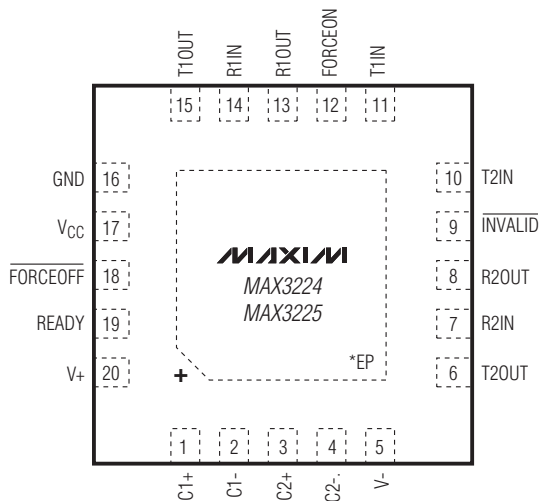 T1OUT
R1IN
R1OUT
FORCEON
T1IN
15 14 13 12 11
GND 16
VCC 17
FORCEOFF 18
READY 19
V+ 20
10 T2IN
9 INVALID
8 R2OUT
7 R2IN
6 T2OUT
MAXIM
MAX3224
MAX3225
*EP
+
1 2 3 4 5
C1+
C1-
C2+
C2-.
V-